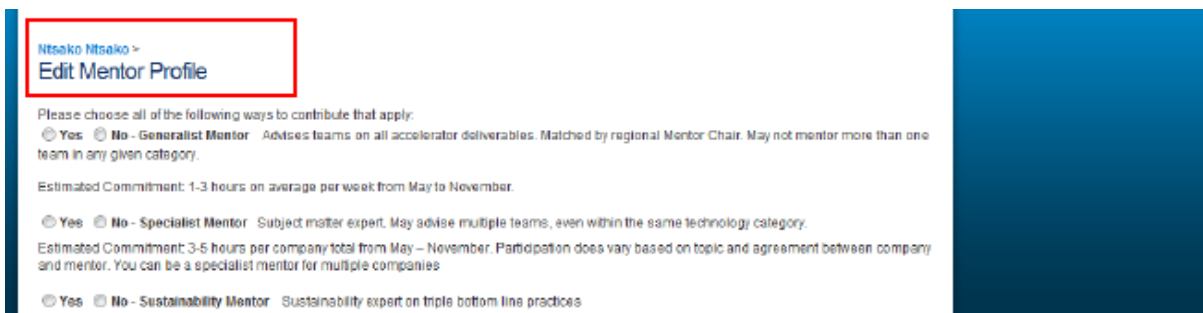 Ntsako Ntsako >
Edit Mentor Profile
Please choose all of the following ways to contribute that apply:
Yes No - Generalist Mentor Advises teams on all accelerator deliverables. Matched by regional Mentor Chair. May not mentor more than one
team in any given category.
Estimated Commitment: 1-3 hours on average per week from May to November.
Yes No - Specialist Mentor Subject matter expert. May advise multiple teams, even within the same technology category.
Estimated Commitment: 3-5 hours per company total from May – November. Participation does vary based on topic and agreement between company
and mentor. You can be a specialist mentor for multiple companies
Yes No - Sustainability Mentor Sustainability expert on triple bottom line practices